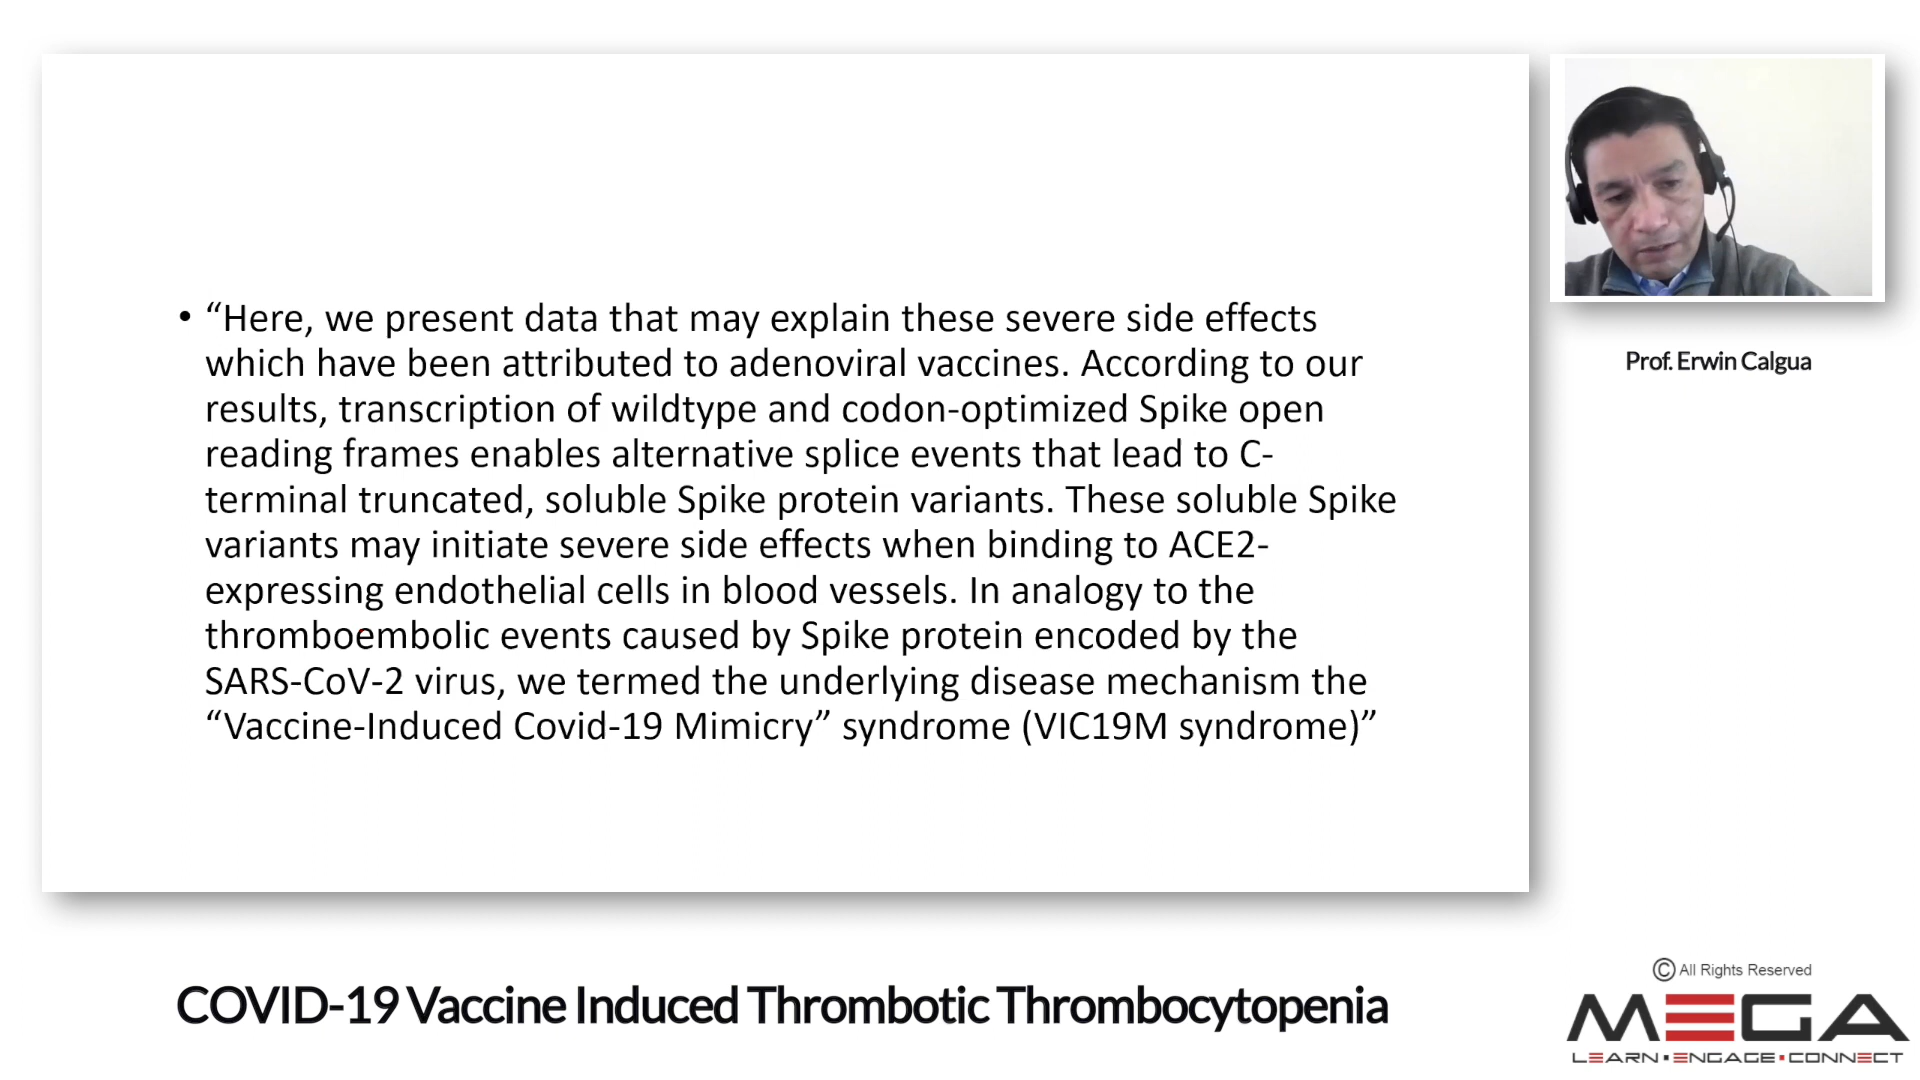 • “Here, we present data that may explain these severe side effects
which have been attributed to adenoviral vaccines. According to our
results, transcription of wildtype and codon-optimized Spike open
reading frames enables alternative splice events that lead to C-
terminal truncated, soluble Spike protein variants. These soluble Spike
variants may initiate severe side effects when binding to ACE2-
expressing endothelial cells in blood vessels. In analogy to the
thromboembolic events caused by Spike protein encoded by the
SARS-CoV-2 virus, we termed the underlying disease mechanism the
“Vaccine-Induced Covid-19 Mimicry” syndrome (VIC19M syndrome)”
Prof. Erwin Calgua
COVID-19 Vaccine Induced Thrombotic Thrombocytopenia
© All Rights Reserved
MEGA
LEARN▪ENGAGE▪CONNECT